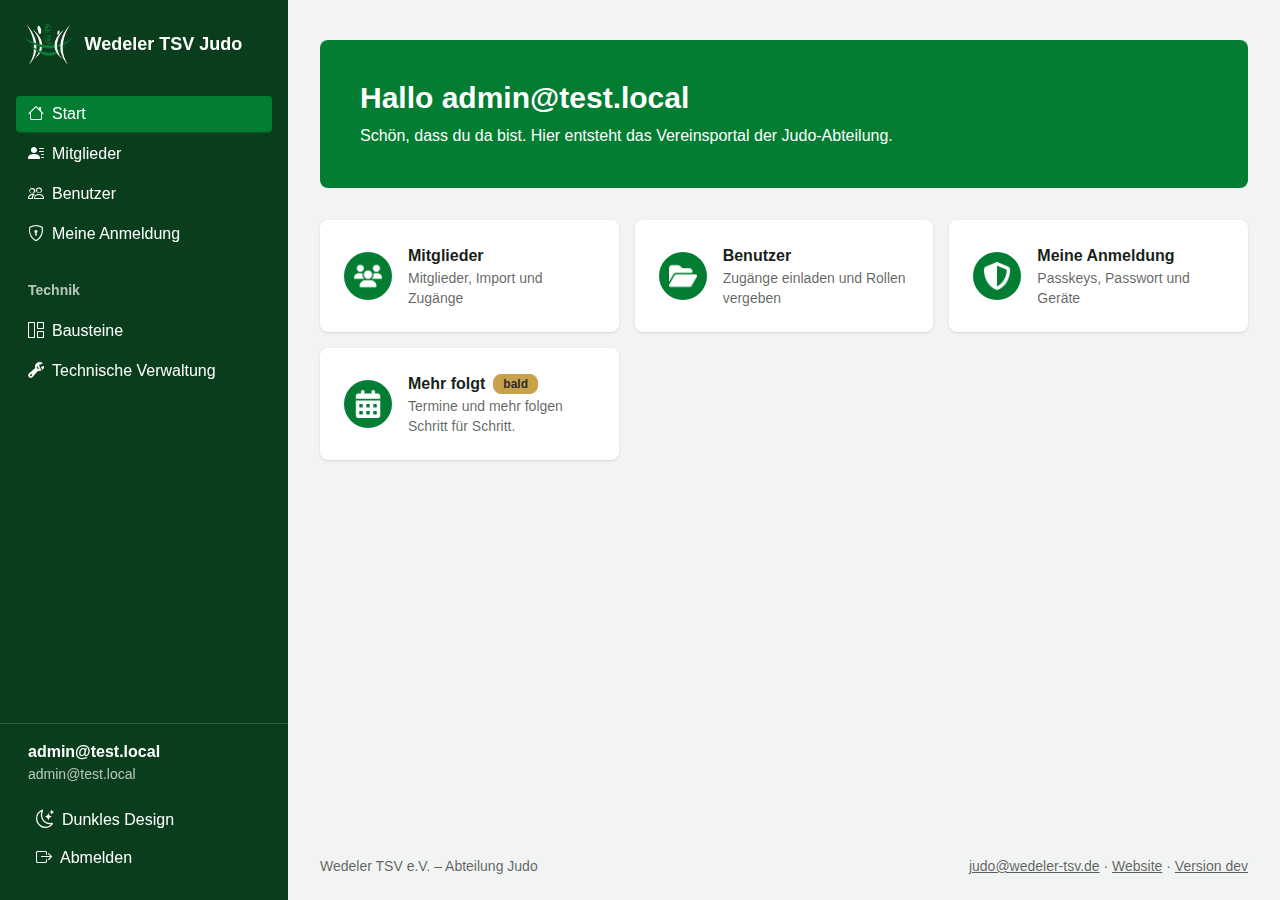 Wedeler TSV Judo
Start
Mitglieder
Benutzer
Meine Anmeldung
Technik
Bausteine
Technische Verwaltung
admin@test.local
admin@test.local
Dunkles Design
Abmelden
Hallo admin@test.local
Schön, dass du da bist. Hier entsteht das Vereinsportal der Judo-Abteilung.
Mitglieder
Mitglieder, Import und
Zugänge
Benutzer
Zugänge einladen und Rollen
vergeben
Meine Anmeldung
Passkeys, Passwort und
Geräte
Mehr folgt bald
Termine und mehr folgen
Schritt für Schritt.
Wedeler TSV e.V. – Abteilung Judo
judo@wedeler-tsv.de · Website · Version dev